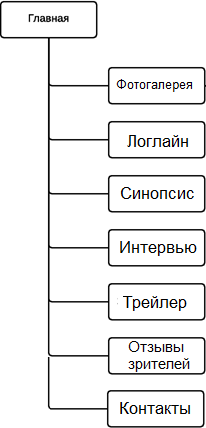 Главная
Фотогалерея
Логлайн
Синопсис
Интервью
Трейлер
Отзывы
зрителей
Контакты